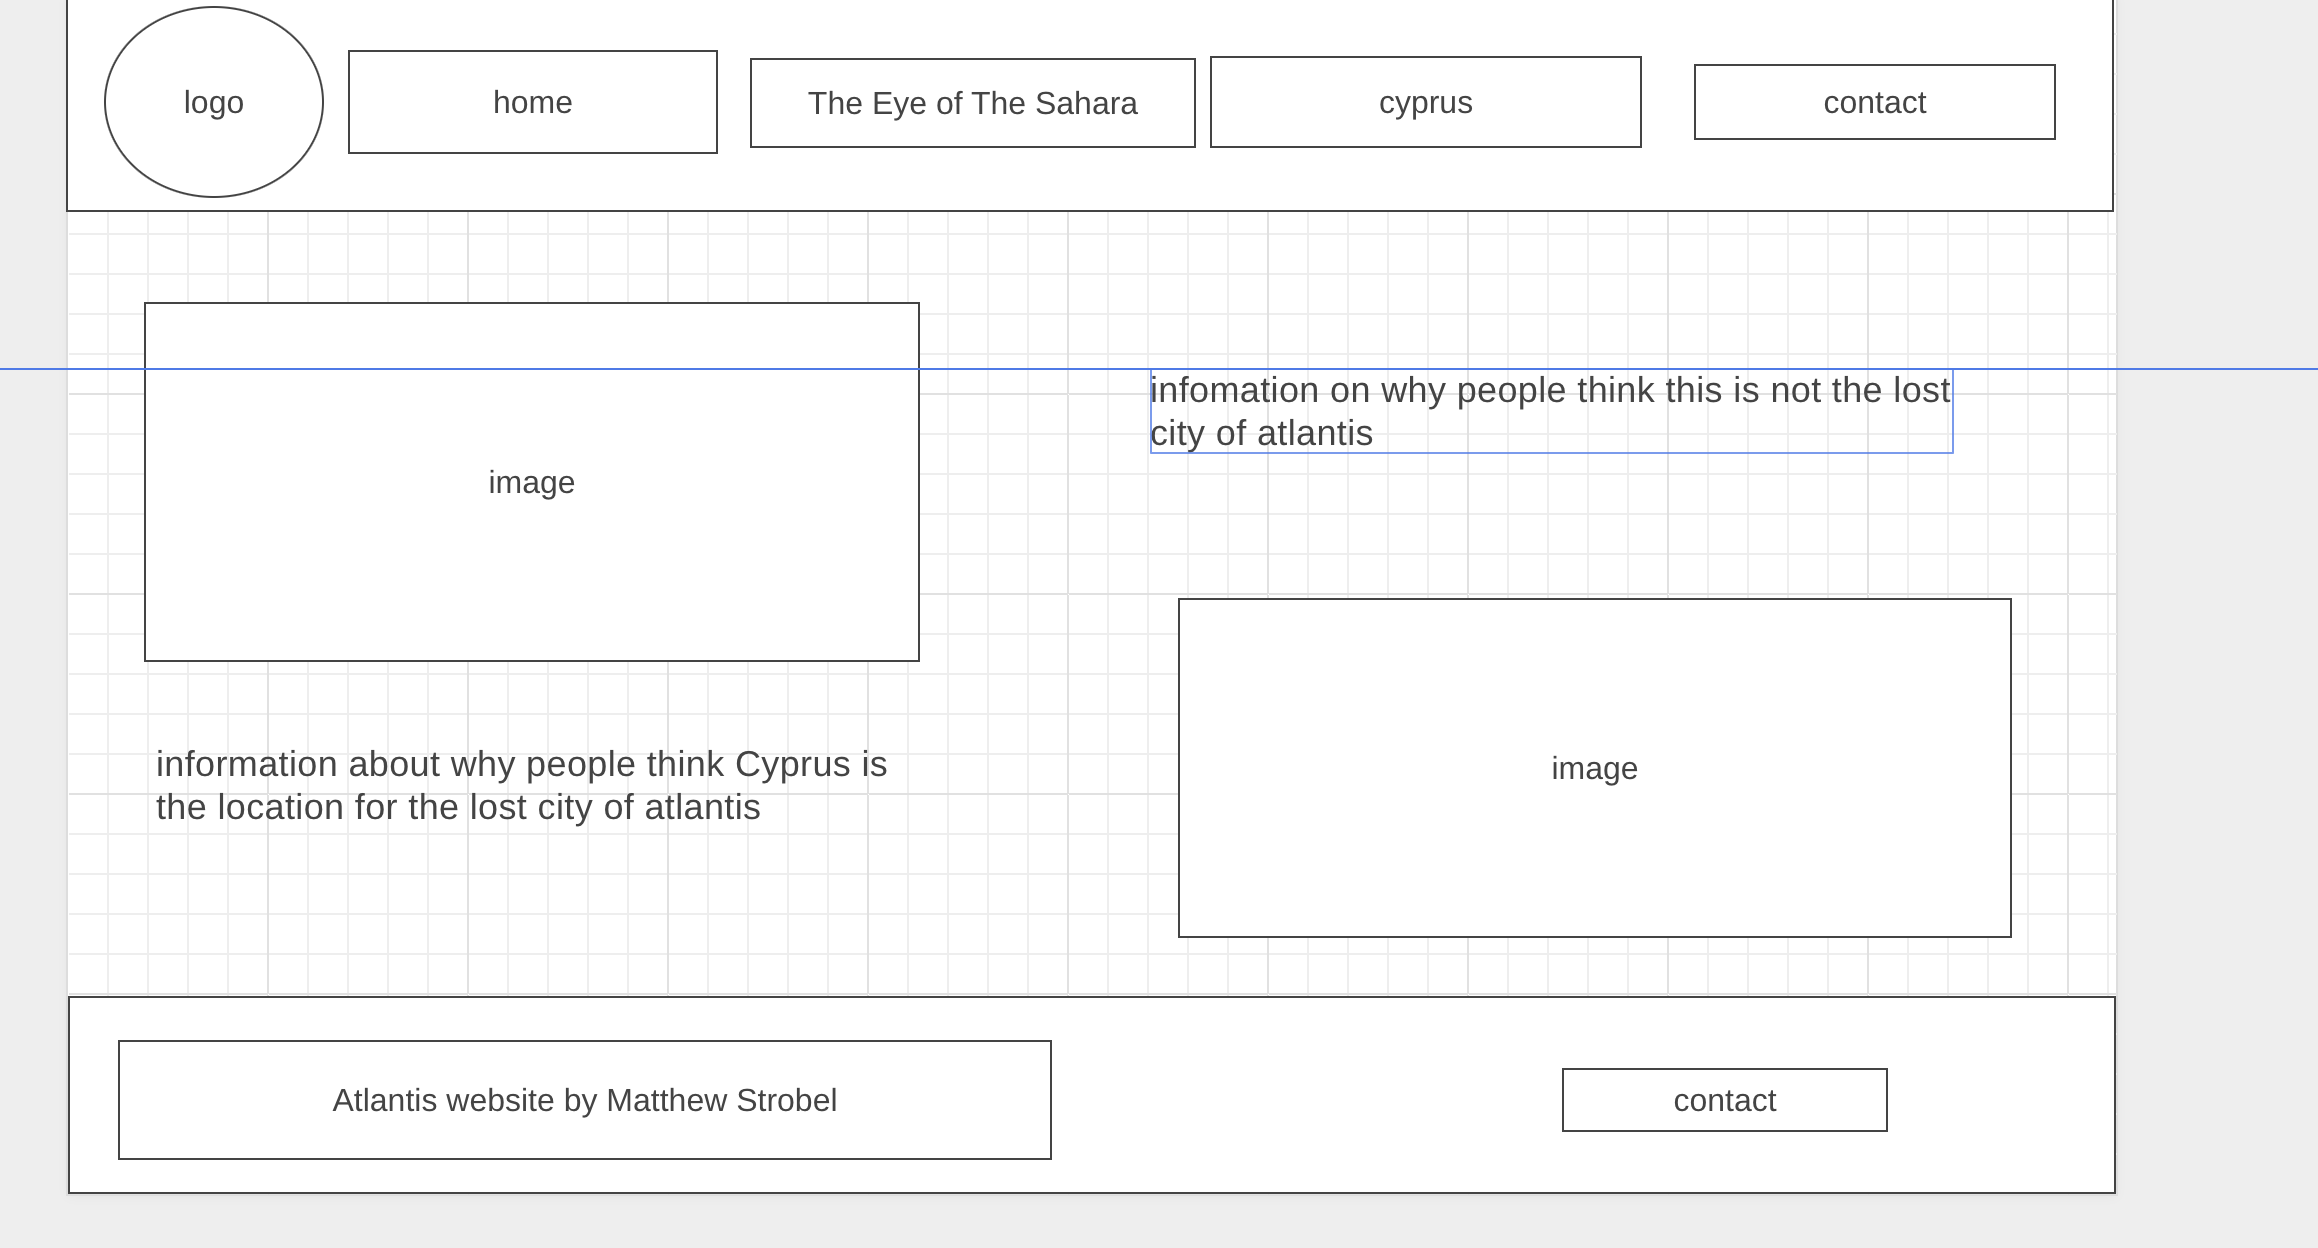 logo
home
The Eye of The Sahara
cyprus
contact
image
infomation on why people think this is not the lost
city of atlantis
information about why people think Cyprus is
the location for the lost city of atlantis
image
Atlantis website by Matthew Strobel
contact